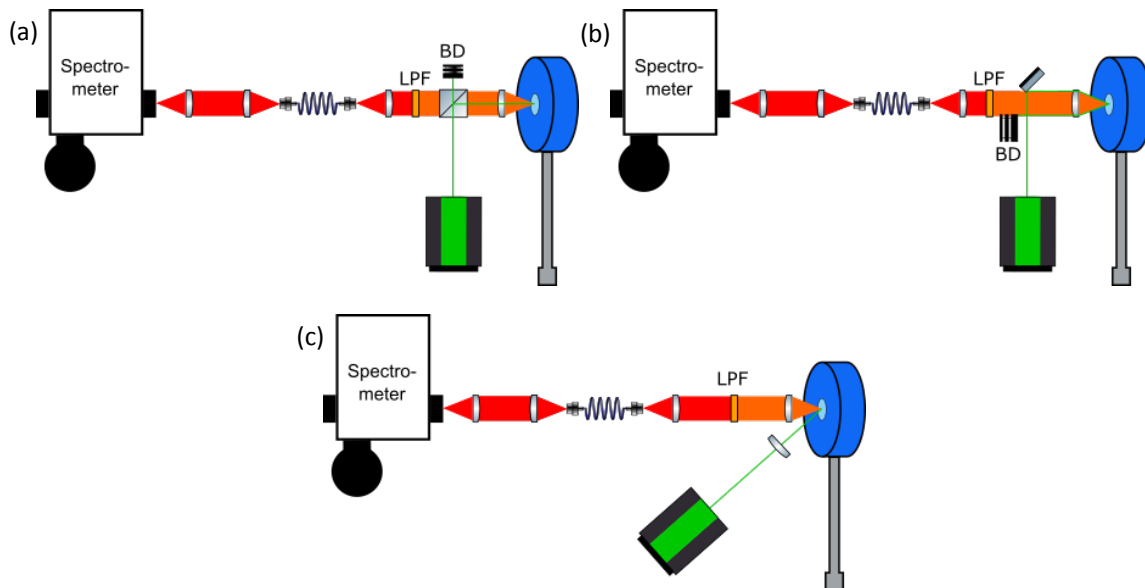 (a)
Spectro-
meter
LPF
BD
(b)
Spectro-
meter
LPF
BD
(c)
Spectro-
meter
LPF